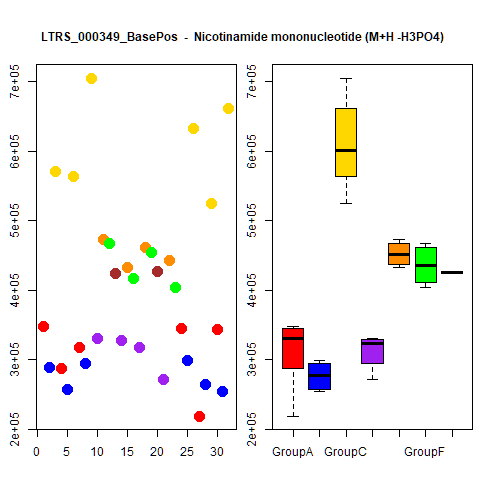 LTRS_000349_BasePos - Nicotinamide mononucleotide (M+H -H3PO4)
7e+05
6e+05
5e+05
4e+05
3e+05
2e+05
0 5 10 15 20 25 30
7e+05
6e+05
5e+05
4e+05
3e+05
2e+05
GroupA GroupC GroupF